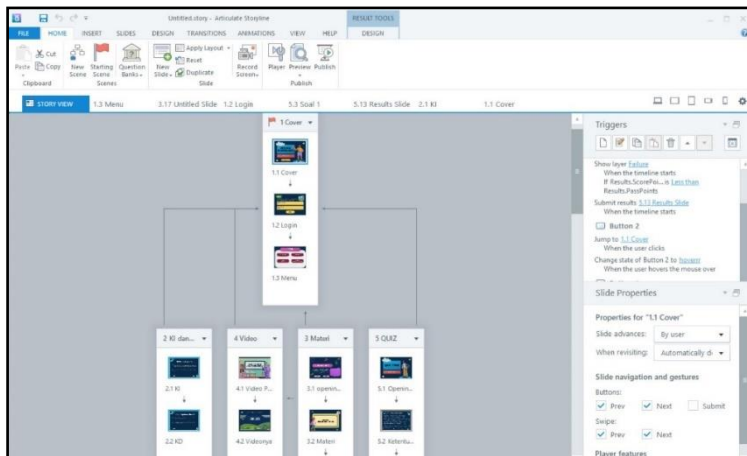 Untitled.story - Articulate Storyline
RESULT TOOLS
FILE HOME INSERT SLIDES DESIGN TRANSITIONS ANIMATIONS VIEW HELP DESIGN
Cut
Copy
Paste
Clipboard
New Scene
Starting Scene
Question Banks
Scenes
New Slide
Apply Layout
Reset
Duplicate
Slide
Record Screen
Player
Preview
Publish
Publish
STORY VIEW 1.3 Menu 3.17 Untitled Slide 1.2 Login 5.3 Soal 1 5.13 Results Slide 2.1 KI 1.1 Cover
1 Cover
1.1 Cover
1.2 Login
1.3 Menu
2 KI dan...
2.1 KI
2.2 KD
4 Video
4.1 Video P...
4.2 Videonya
3 Materi
3.1 openin...
3.2 Materi
5 QUIZ
5.1 Openin...
5.2 Ketentu...
Triggers
Show layer Failure
When the timeline starts
If Results.ScorePoi... is Less than
Results.PassPoints
Submit results 5.13 Results Slide
When the timeline starts
Button 2
Jump to 1.1 Cover
When the user clicks
Change state of Button 2 to hovers
When the user hovers the mouse over
Slide Properties
Properties for "1.1 Cover"
Slide advances: By user
When revisiting: Automatically d
Slide navigation and gestures
Buttons:
Prev Next Submit
Swipe:
Prev Next
Player features